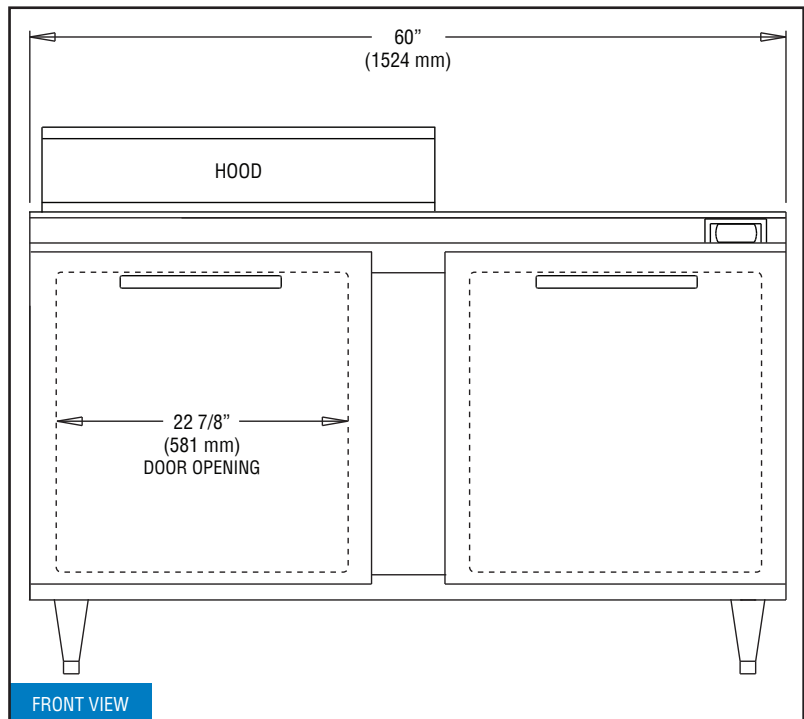 60”
(1524 mm)
HOOD
22 7/8”
(581 mm)
DOOR OPENING
FRONT VIEW